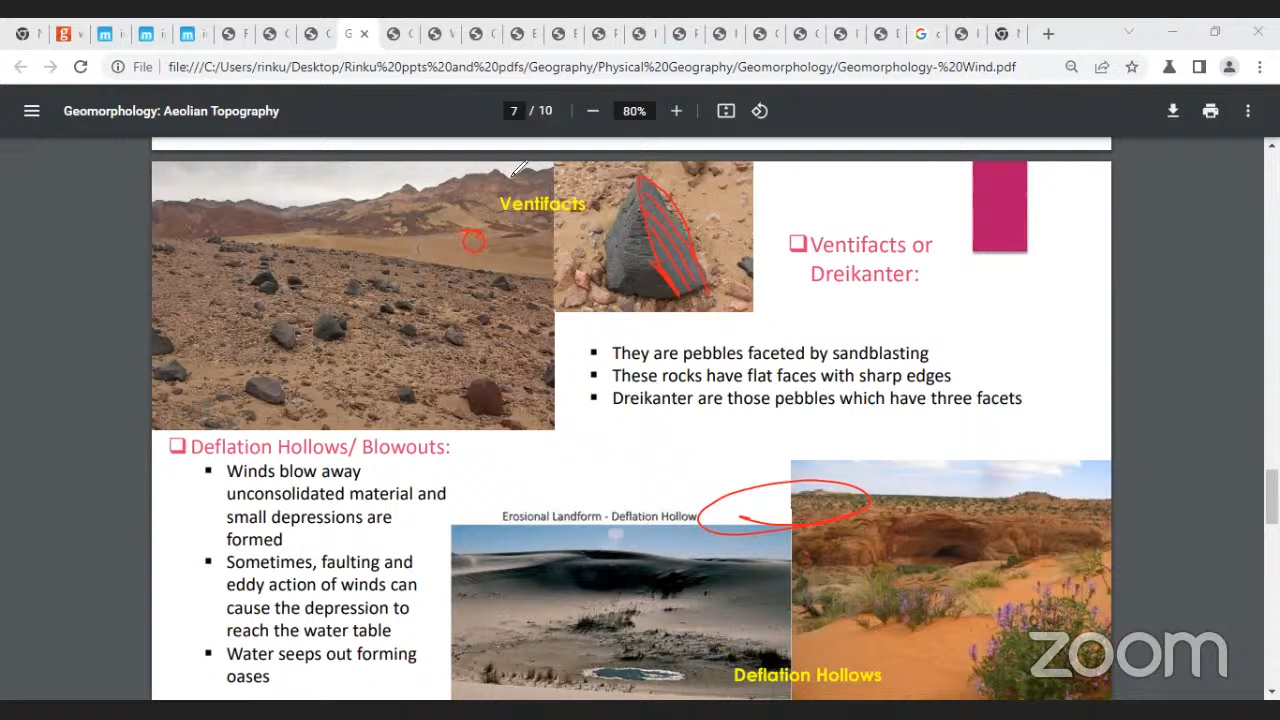 File
file:///C:/Users/rinku/Desktop/Rinku%20ppts%20and%20pdfs/Geography/Physical%20Geography/Geomorphology/Geomorphology-%20Wind.pdf
Geomorphology: Aeolian Topography
7 / 10
80%
Ventifacts
Ventifacts or
Dreikanter:
They are pebbles faceted by sandblasting
These rocks have flat faces with sharp edges
Dreikanter are those pebbles which have three facets
Deflation Hollows/ Blowouts:
Winds blow away
unconsolidated material and
small depressions are
formed
Sometimes, faulting and
eddy action of winds can
cause the depression to
reach the water table
Water seeps out forming
oases
Erosional Landform - Deflation Hollow
Deflation Hollows
zoom